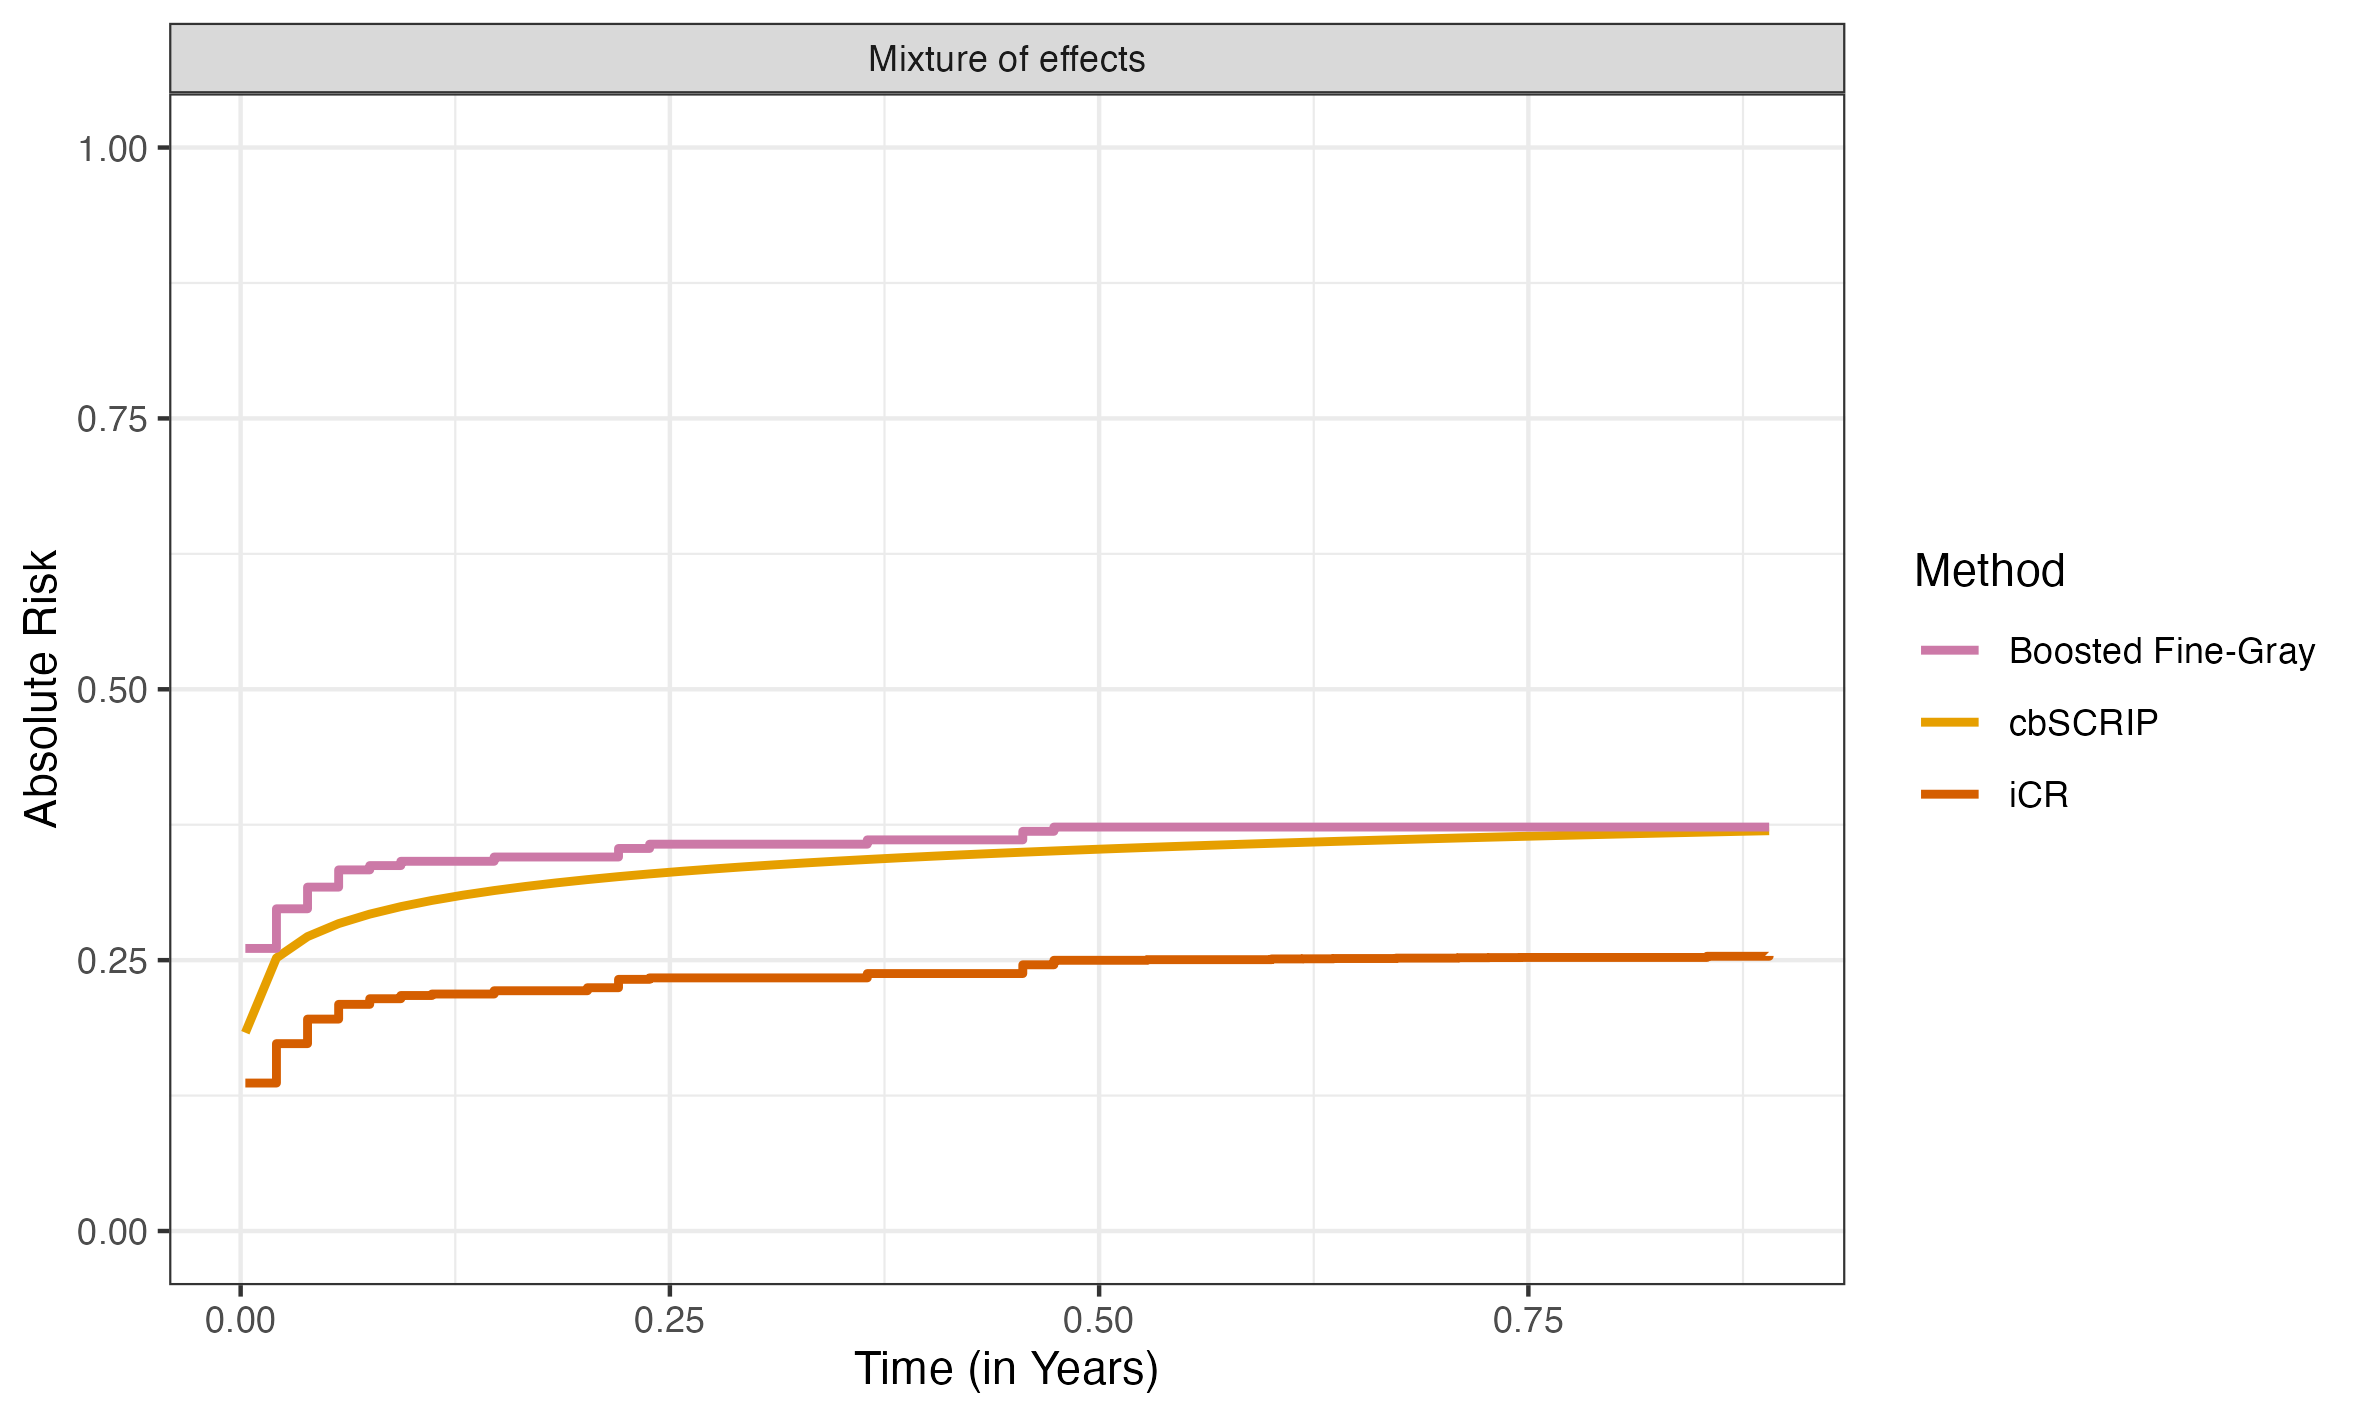 Mixture of effects
1.00
0.75
0.50
0.25
0.00
Absolute Risk
0.00 0.25 0.50 0.75
Time (in Years)
Method
Boosted Fine-Gray
cbSCRIP
iCR